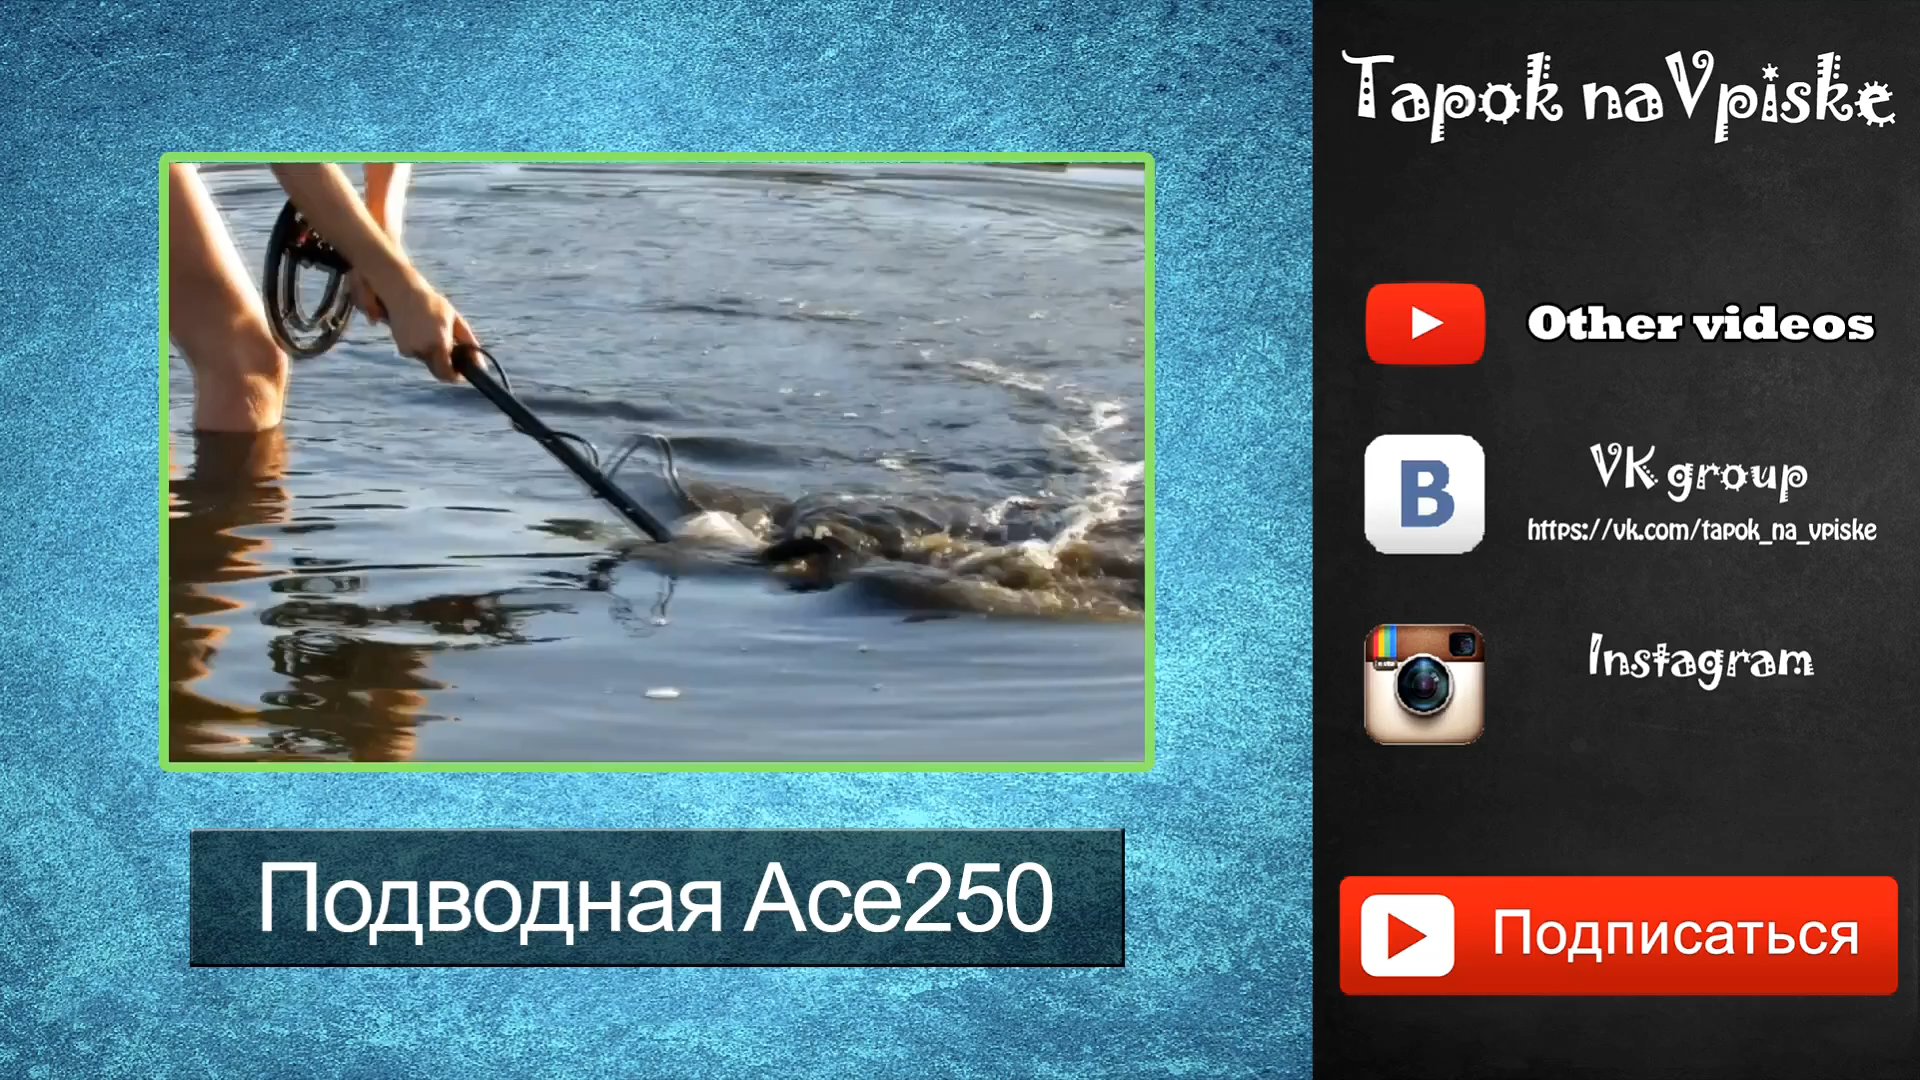 Tapok naVpiske
Other videos
VK group
https://vk.com/tapok_na_vpiske
Instagram
Подводная Ace250
Подписаться